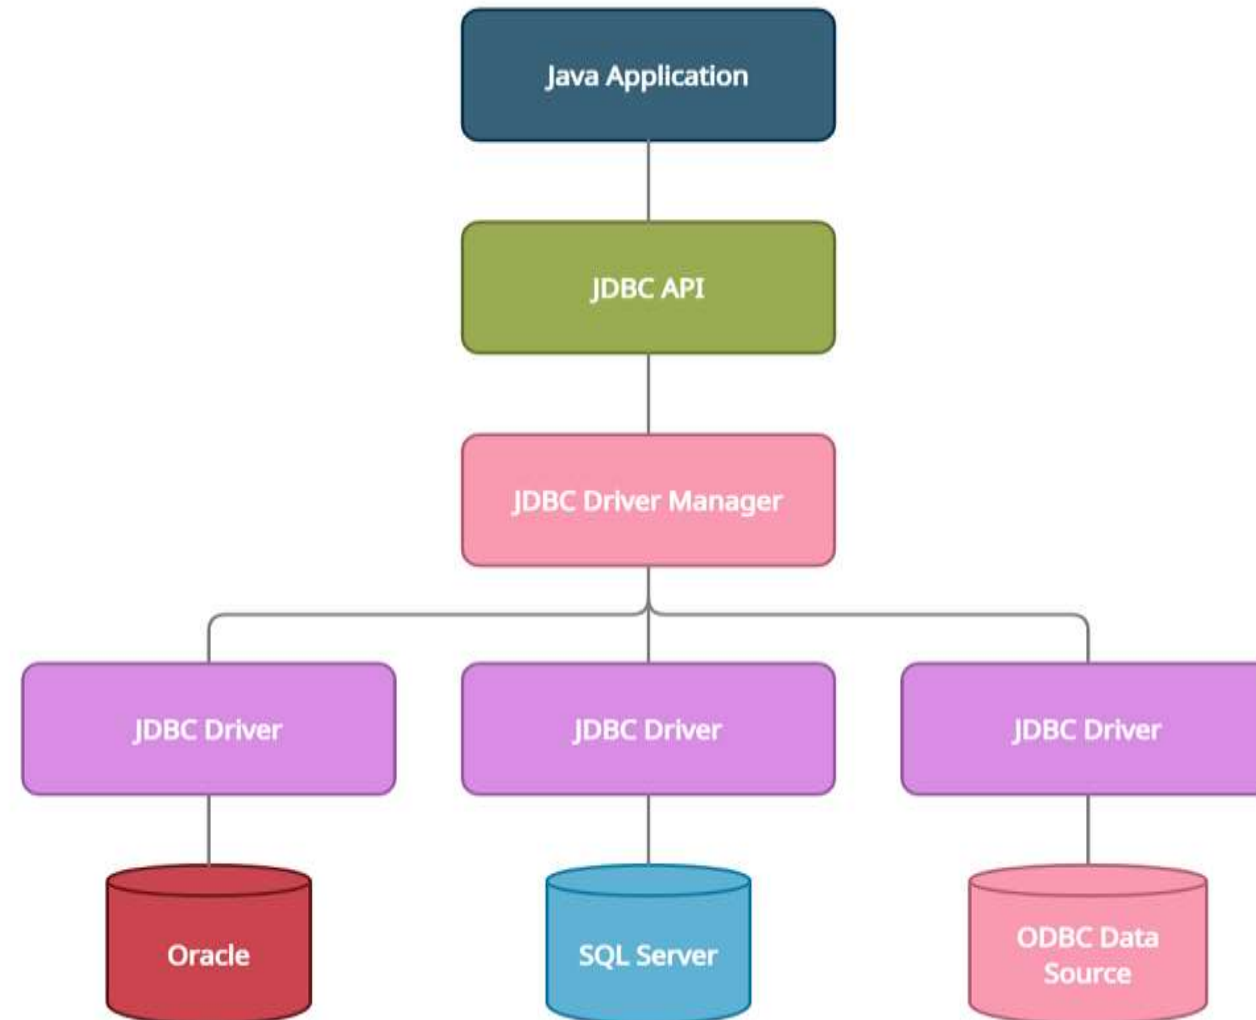 Java Application
JDBC API
JDBC Driver Manager
JDBC Driver
JDBC Driver
JDBC Driver
Oracle
SQL Server
ODBC Data
Source